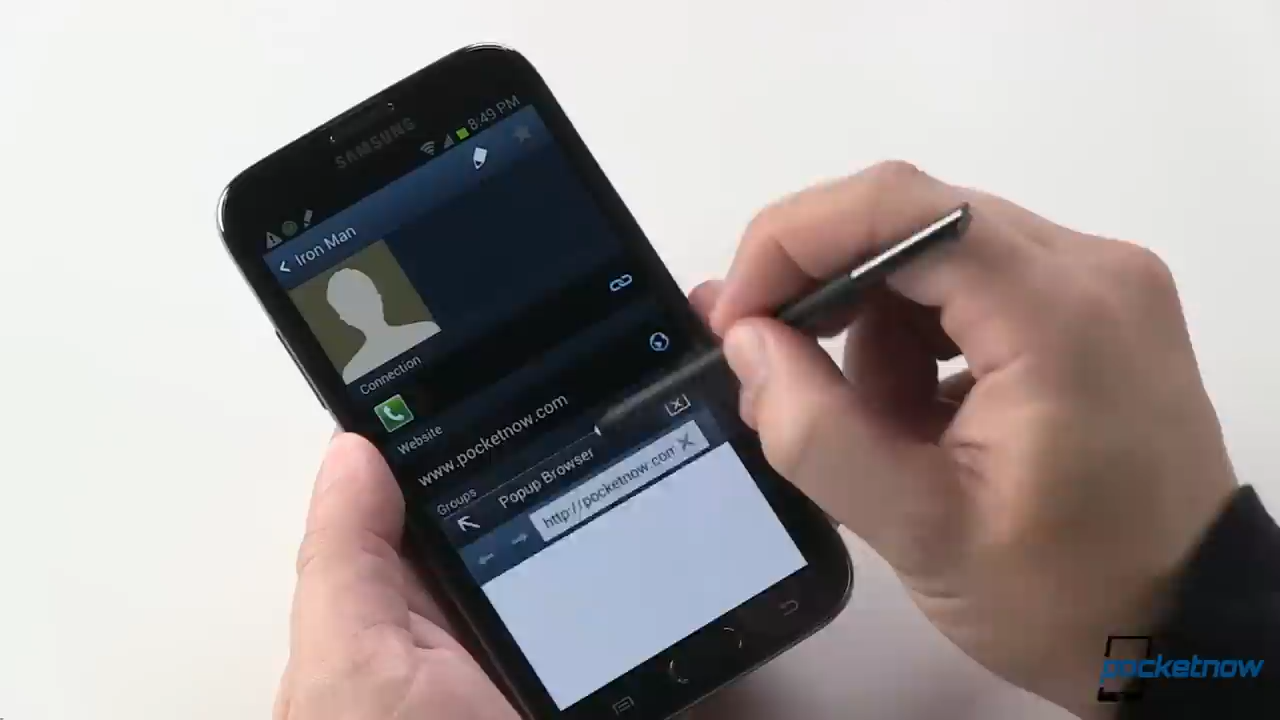 SAMSUNG
8:49 PM
Iron Man
Connection
Website
www.pocketnow.com
Groups
Popup Browser
http://pocketnow.com
pocketnow